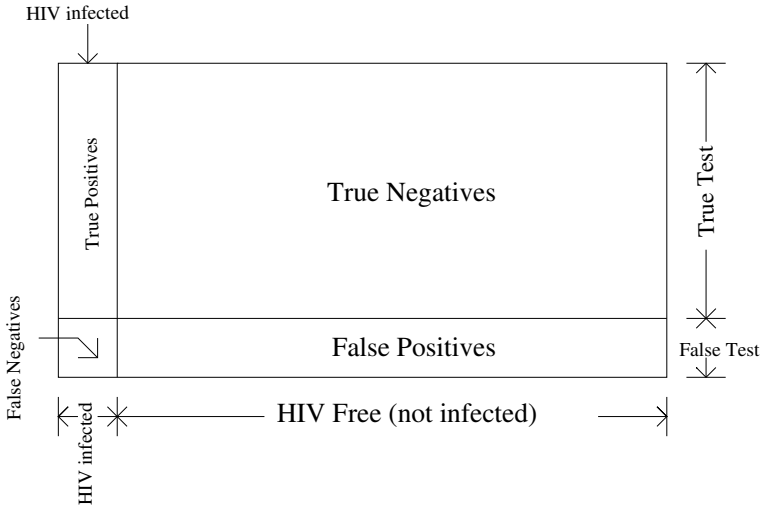 HIV infected
True Positives
True Negatives
True Test
False Negatives
False Positives
False Test
HIV infected
HIV Free (not infected)